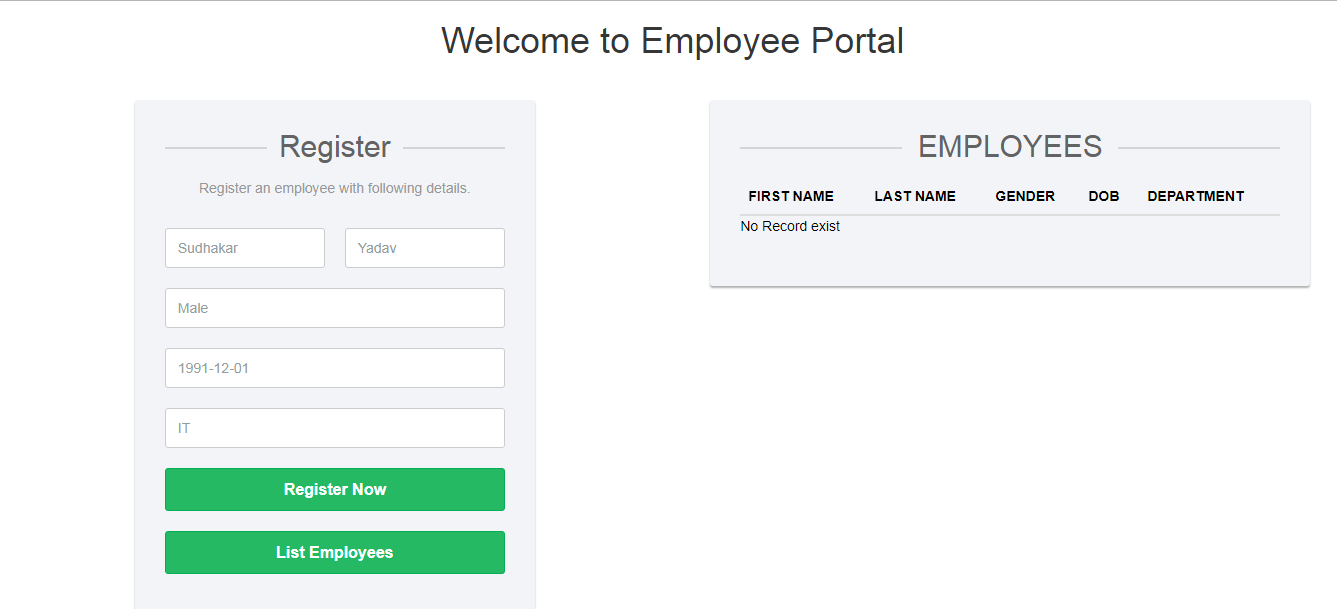 Welcome to Employee Portal
Register
Register an employee with following details.
Sudhakar
Yadav
Male
1991-12-01
IT
Register Now
List Employees
EMPLOYEES
FIRST NAME LAST NAME GENDER DOB DEPARTMENT
No Record exist